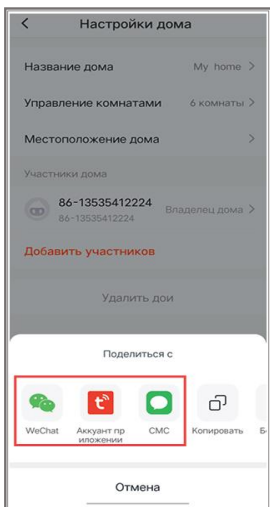 Настройки дома
Название дома My home
Управление комнатами 6 комнаты
Местоположение дома
Участники дома
86-13535412224 Владелец дома
86-13535412224
Добавить участников
Удалить дои
Поделиться с
WeChat Аккуант пр СМС Копировать Б
иложении
Отмена